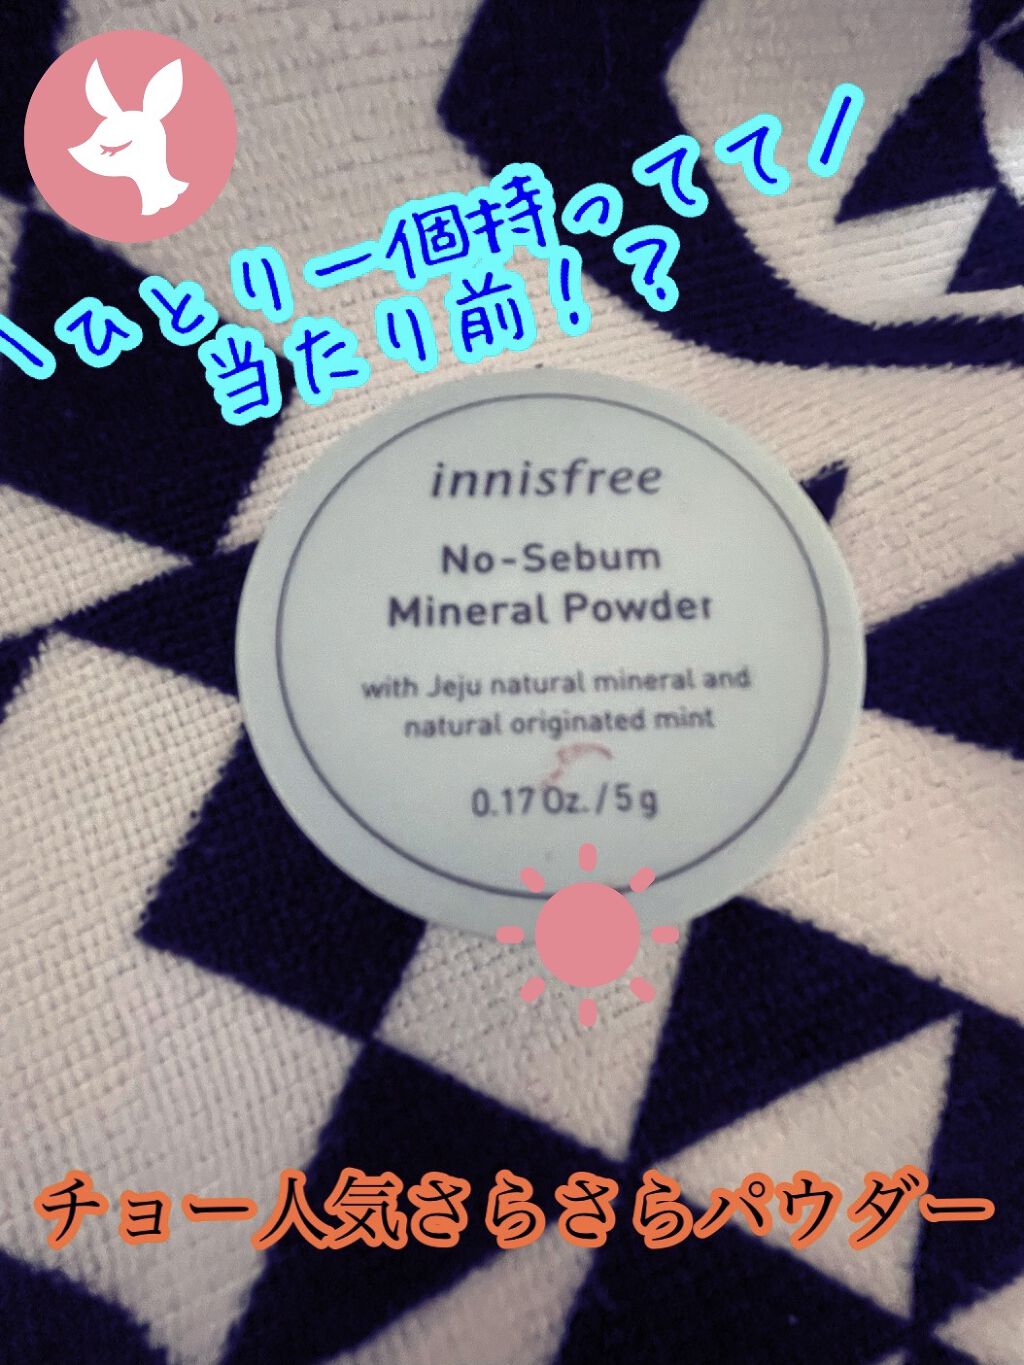 \ひとり一個持ってて/
当たり前!?
innisfree
No-Sebum
Mineral Powder
with Jeju natural mineral and
natural originated mint
0.17 Oz. / 5 g
チョー人気さらさらパウダー